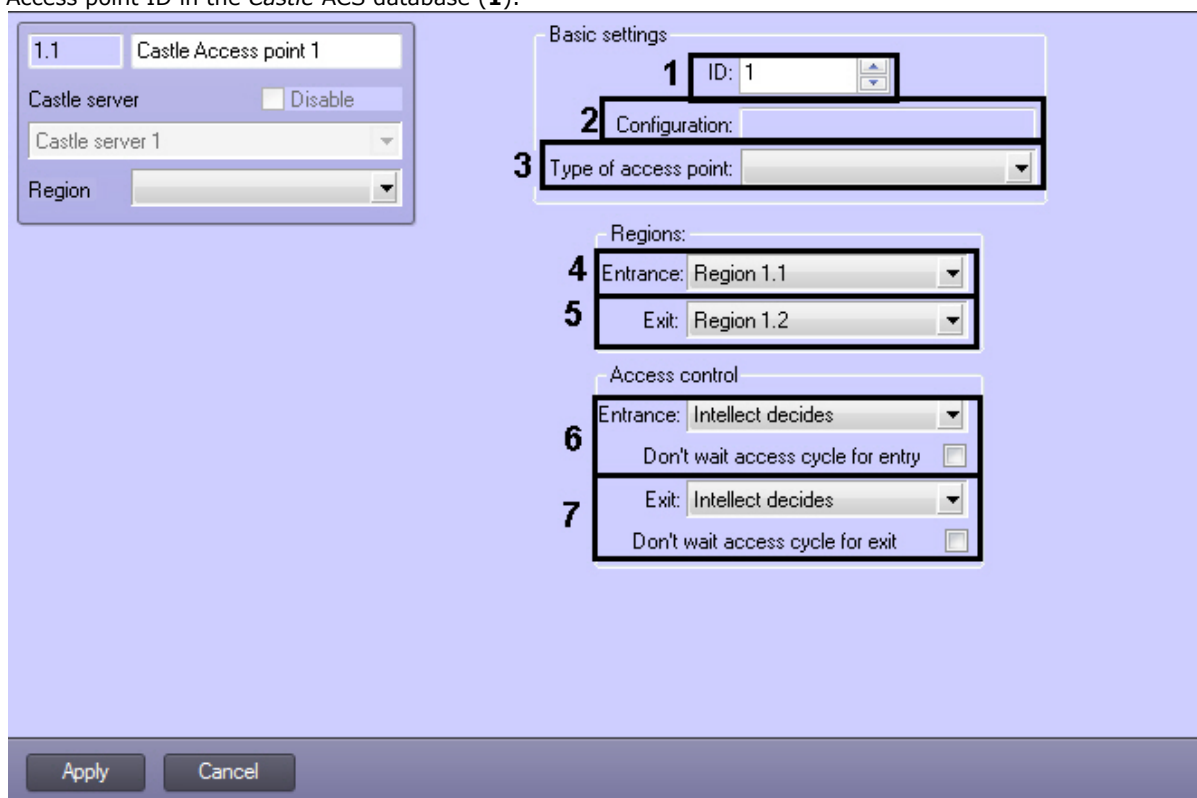 Access point ID in the Castle ACS database (1).
1.1 Castle Access point 1
Castle server Disable
Castle server 1
Region
Basic settings
1 ID: 1
2 Configuration:
3 Type of access point:
Regions:
4 Entrance: Region 1.1
5 Exit: Region 1.2
Access control
6 Entrance: Intellect decides
Don't wait access cycle for entry
7 Exit: Intellect decides
Don't wait access cycle for exit
Apply Cancel